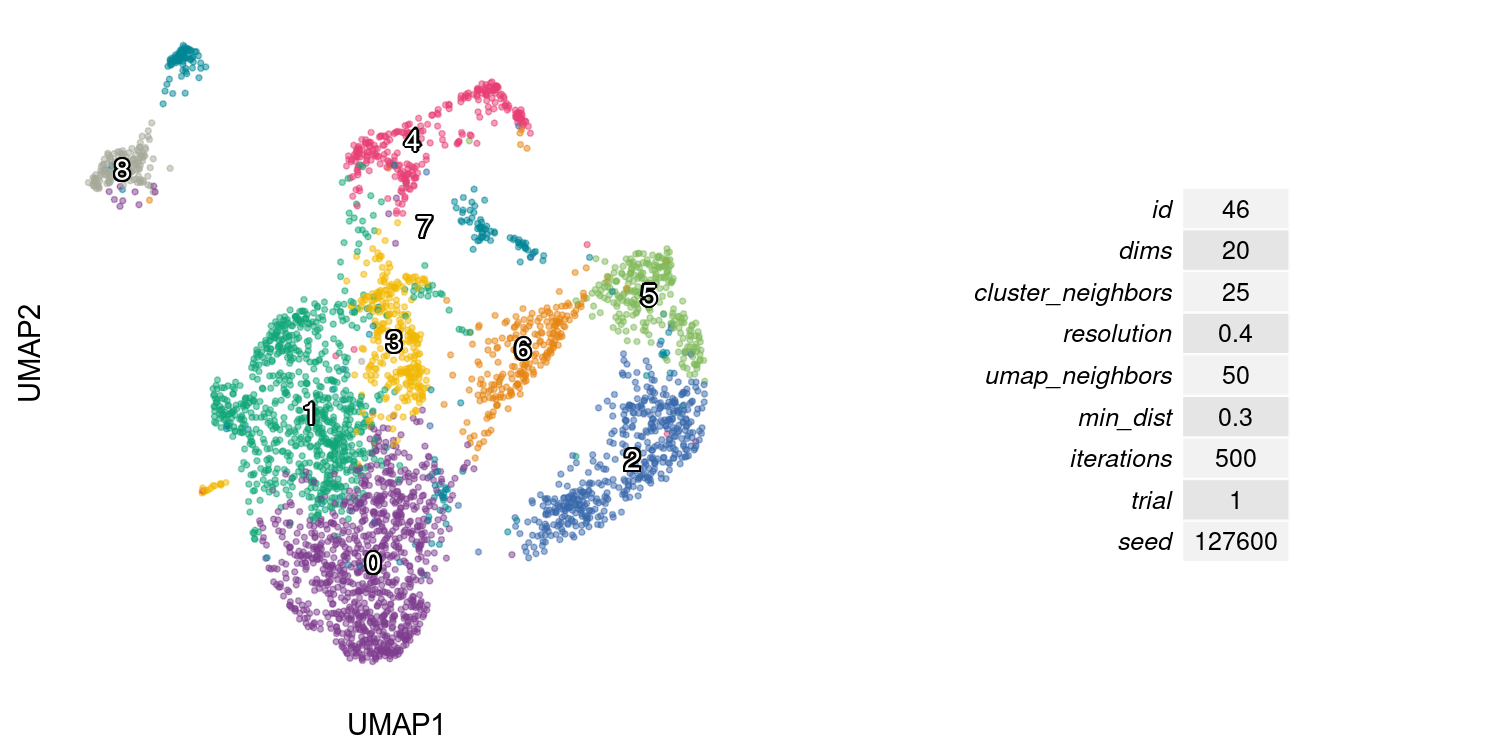 8
4
7
5
3
6
1
2
0
UMAP2
UMAP1
id 46
dims 20
cluster_neighbors 25
resolution 0.4
umap_neighbors 50
min_dist 0.3
iterations 500
trial 1
seed 127600